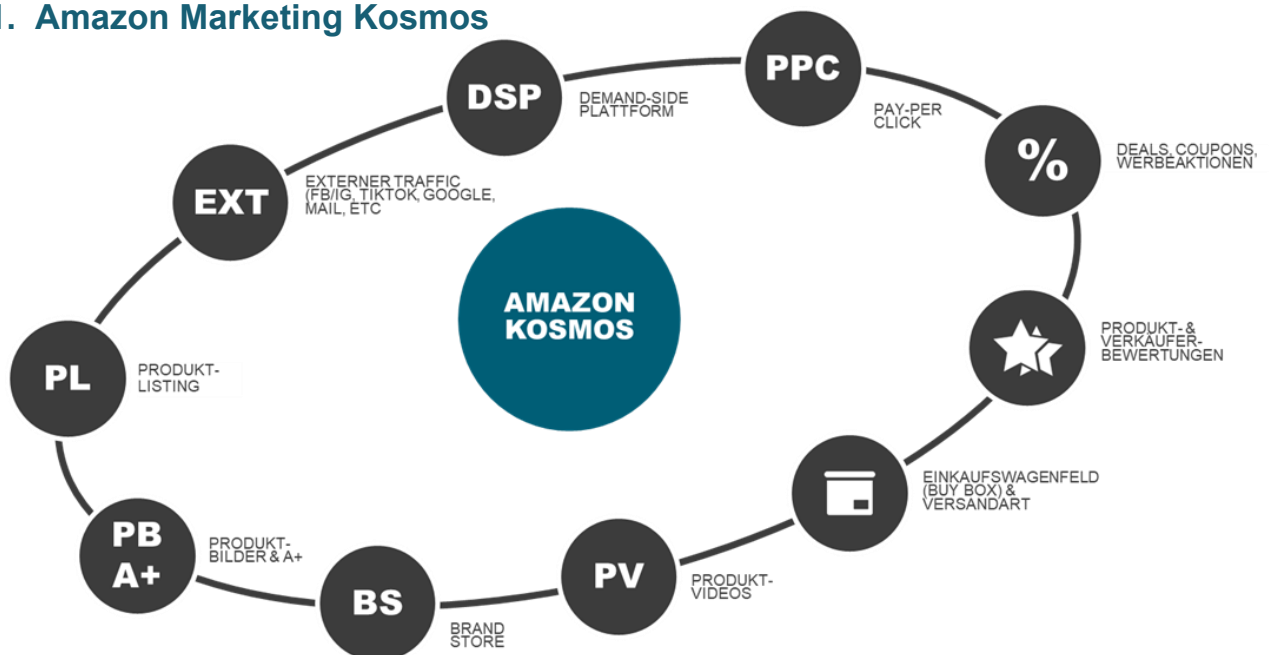 1. Amazon Marketing Kosmos
DSP
DEMAND-SIDE
PLATTFORM
PPC
PAY-PER
CLICK
%
DEALS, COUPONS,
WERBEAKTIONEN
EXT
EXTERNER TRAFFIC
(FB/IG, TIKTOK, GOOGLE,
MAIL, ETC
AMAZON
KOSMOS
PRODUKT- &
VERKÄUFER-
BEWERTUNGEN
PL
PRODUKT-
LISTING
EINKAUFSWAGENFELD
(BUY BOX) &
VERSANDART
PB
A+
PRODUKT-
BILDER & A+
BS
BRAND
STORE
PV
PRODUKT-
VIDEOS